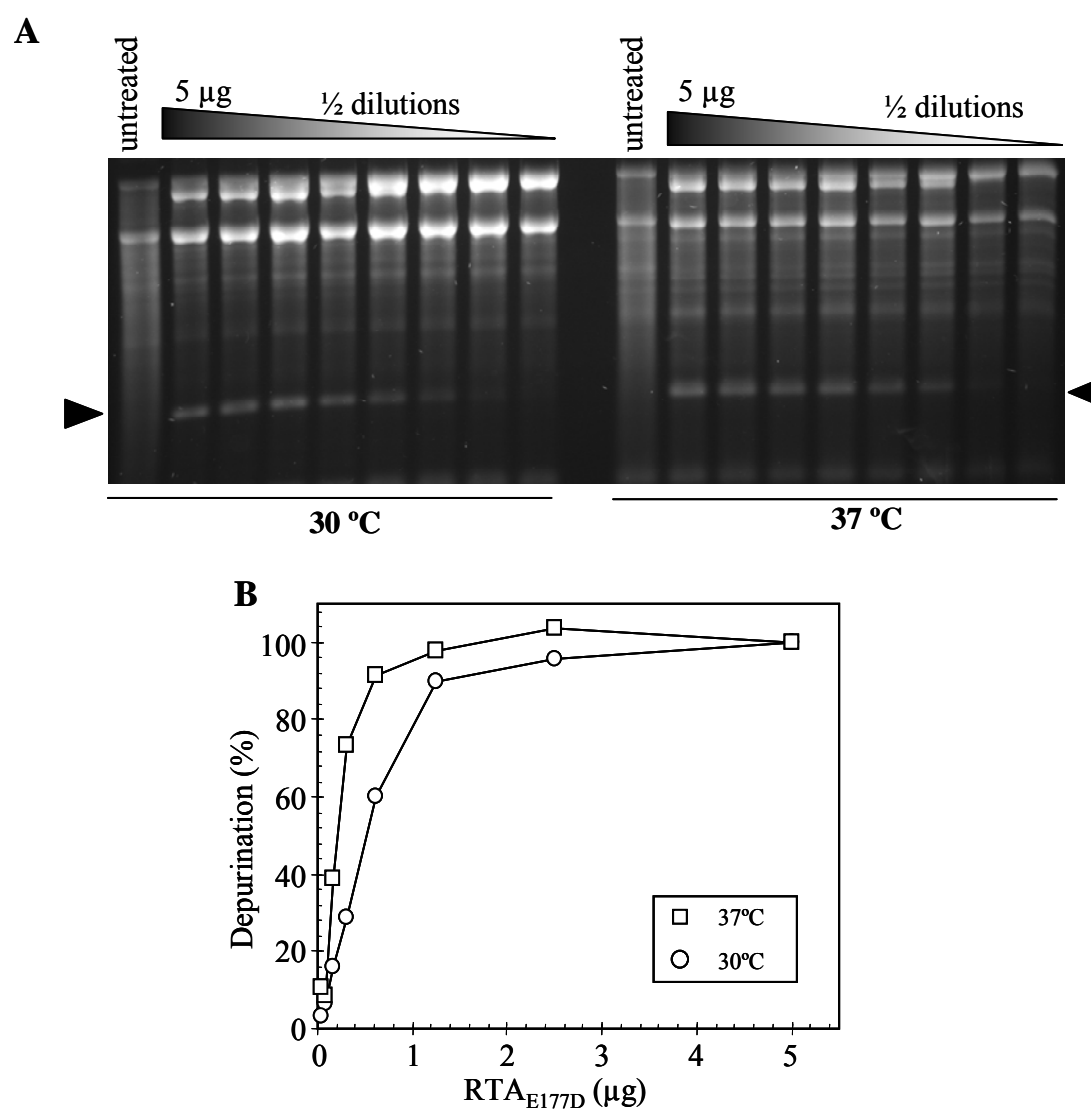 A
untreated
5 µg
½ dilutions
untreated
5 µg
½ dilutions
30 ºC
37 ºC
B
100
80
60
40
20
0
Depurination (%)
37ºC
30ºC
0 1 2 3 4 5
RTAE177D (µg)